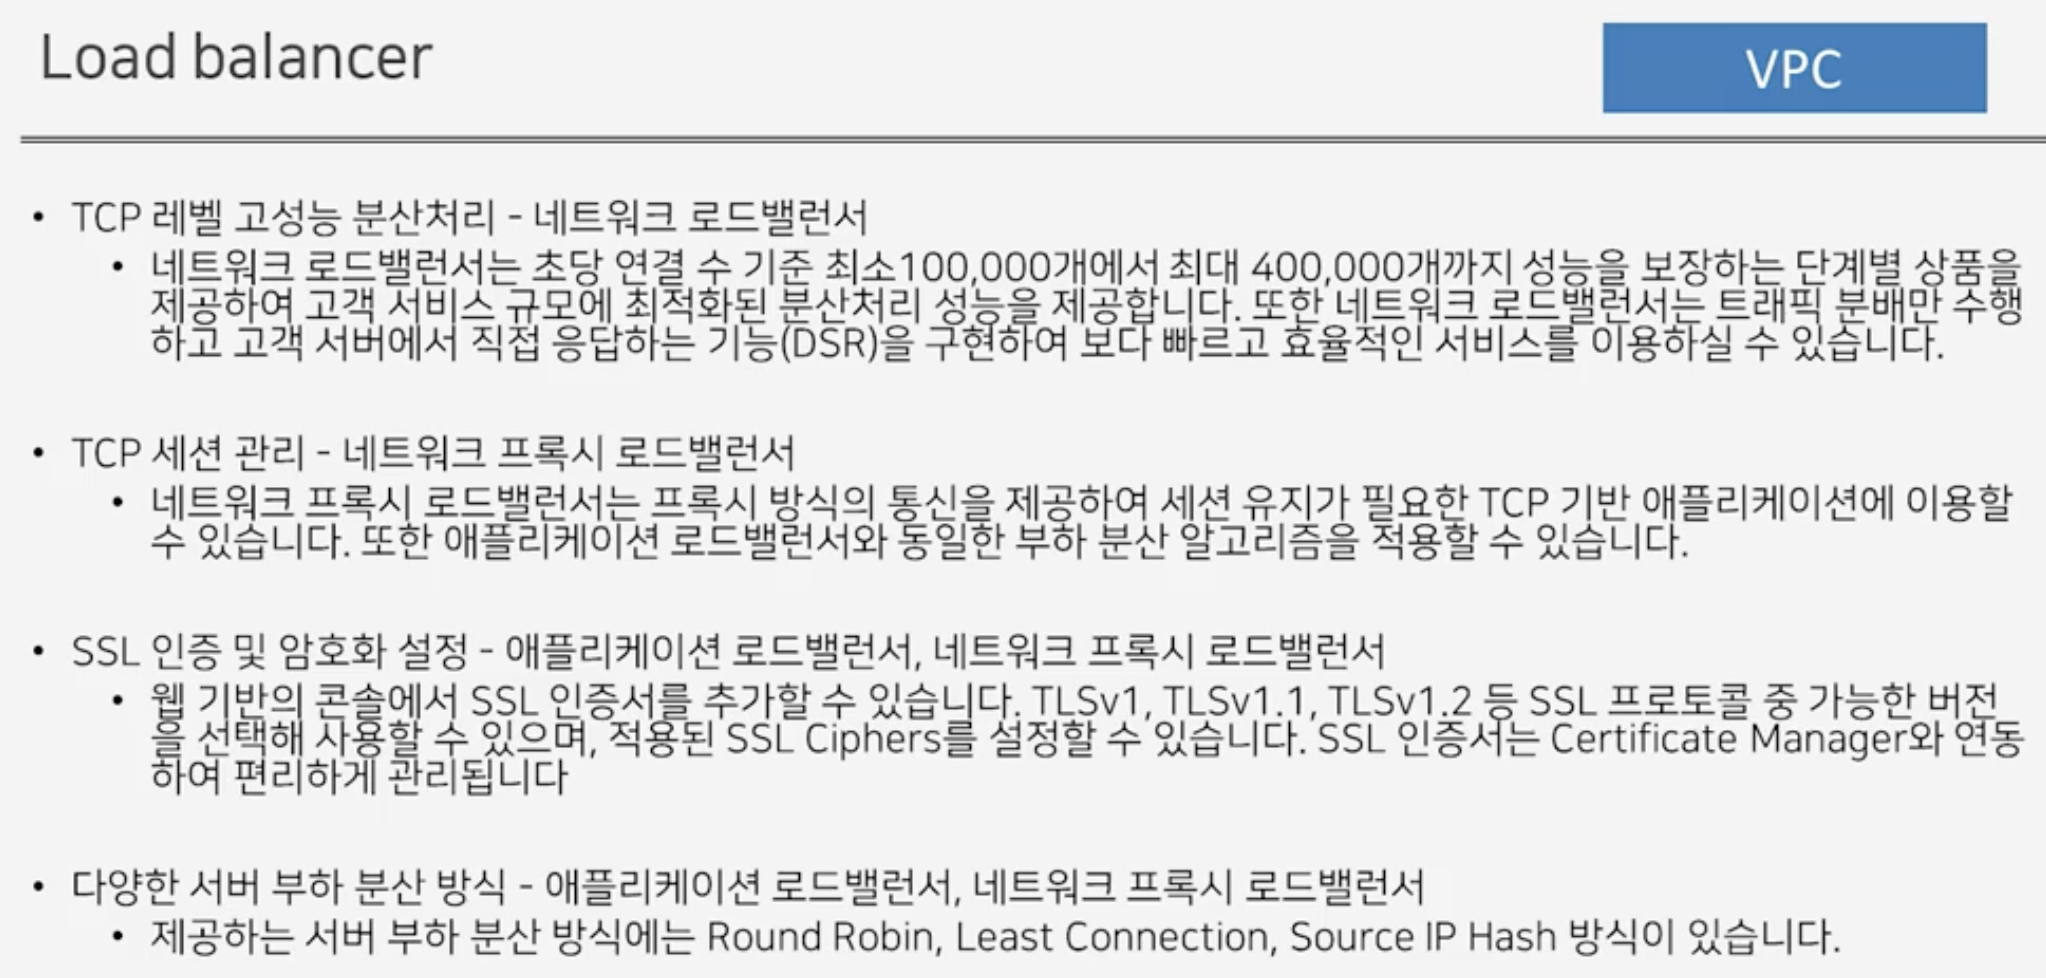 Load balancer
VPC
• TCP 레벨 고성능 분산처리 - 네트워크 로드밸런서
• 네트워크 로드밸런서는 초당 연결 수 기준 최소100,000개에서 최대 400,000개까지 성능을 보장하는 단계별 상품을
제공하여 고객 서비스 규모에 최적화된 분산처리 성능을 제공합니다. 또한 네트워크 로드밸런서는 트래픽 분배만 수행
하고 고객 서버에서 직접 응답하는 기능(DSR)을 구현하여 보다 빠르고 효율적인 서비스를 이용하실 수 있습니다.
• TCP 세션 관리 - 네트워크 프록시 로드밸런서
• 네트워크 프록시 로드밸런서는 프록시 방식의 통신을 제공하여 세션 유지가 필요한 TCP 기반 애플리케이션에 이용할
수 있습니다. 또한 애플리케이션 로드밸런서와 동일한 부하 분산 알고리즘을 적용할 수 있습니다.
• SSL 인증 및 암호화 설정 - 애플리케이션 로드밸런서, 네트워크 프록시 로드밸런서
• 웹 기반의 콘솔에서 SSL 인증서를 추가할 수 있습니다. TLSv1, TLSv1.1, TLSv1.2 등 SSL 프로토콜 중 가능한 버전
을 선택해 사용할 수 있으며, 적용된 SSL Ciphers를 설정할 수 있습니다. SSL 인증서는 Certificate Manager와 연동
하여 편리하게 관리됩니다
• 다양한 서버 부하 분산 방식 - 애플리케이션 로드밸런서, 네트워크 프록시 로드밸런서
• 제공하는 서버 부하 분산 방식에는 Round Robin, Least Connection, Source IP Hash 방식이 있습니다.